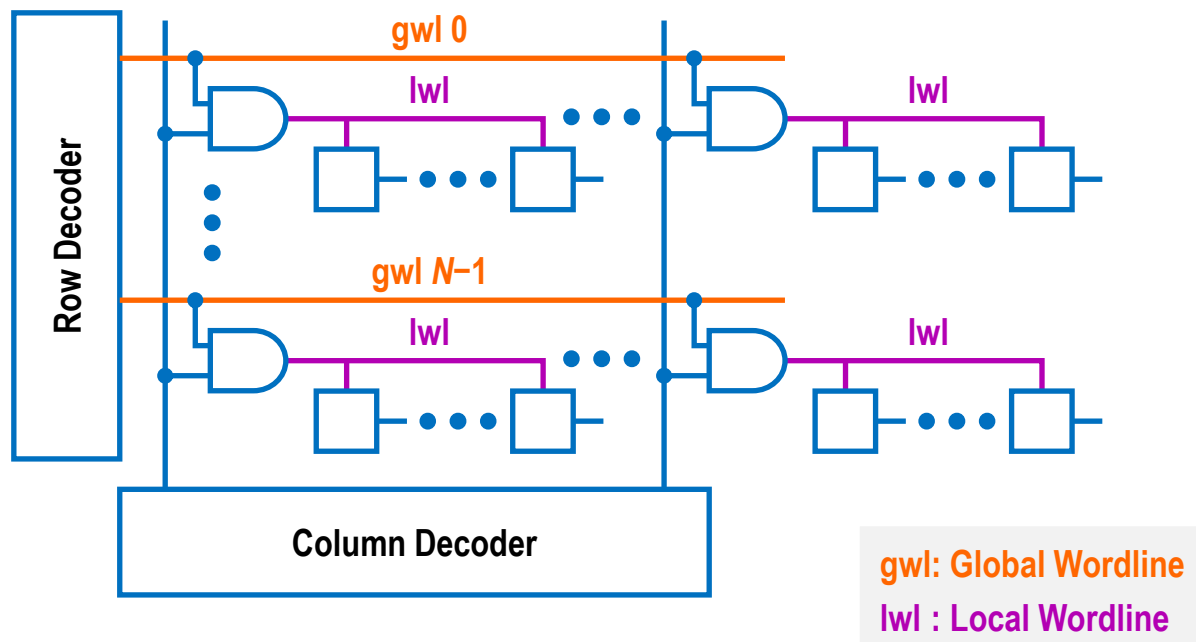 gwl 0
lwl
lwl
Row Decoder
gwl N−1
lwl
lwl
Column Decoder
gwl: Global Wordline
lwl : Local Wordline